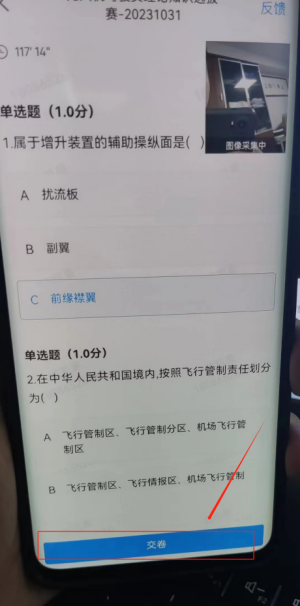 赛-20231031
反馈
117'14"
图像采集中
单选题（1.0分）
1.属于增升装置的辅助操纵面是( )
A 扰流板
B 副翼
C 前缘襟翼
单选题（1.0分）
2.在中华人民共和国境内,按照飞行管制责任划分
为( )
A 飞行管制区、飞行管制分区、机场飞行管
制区
B 飞行管制区、飞行情报区、机场飞行管制
交卷